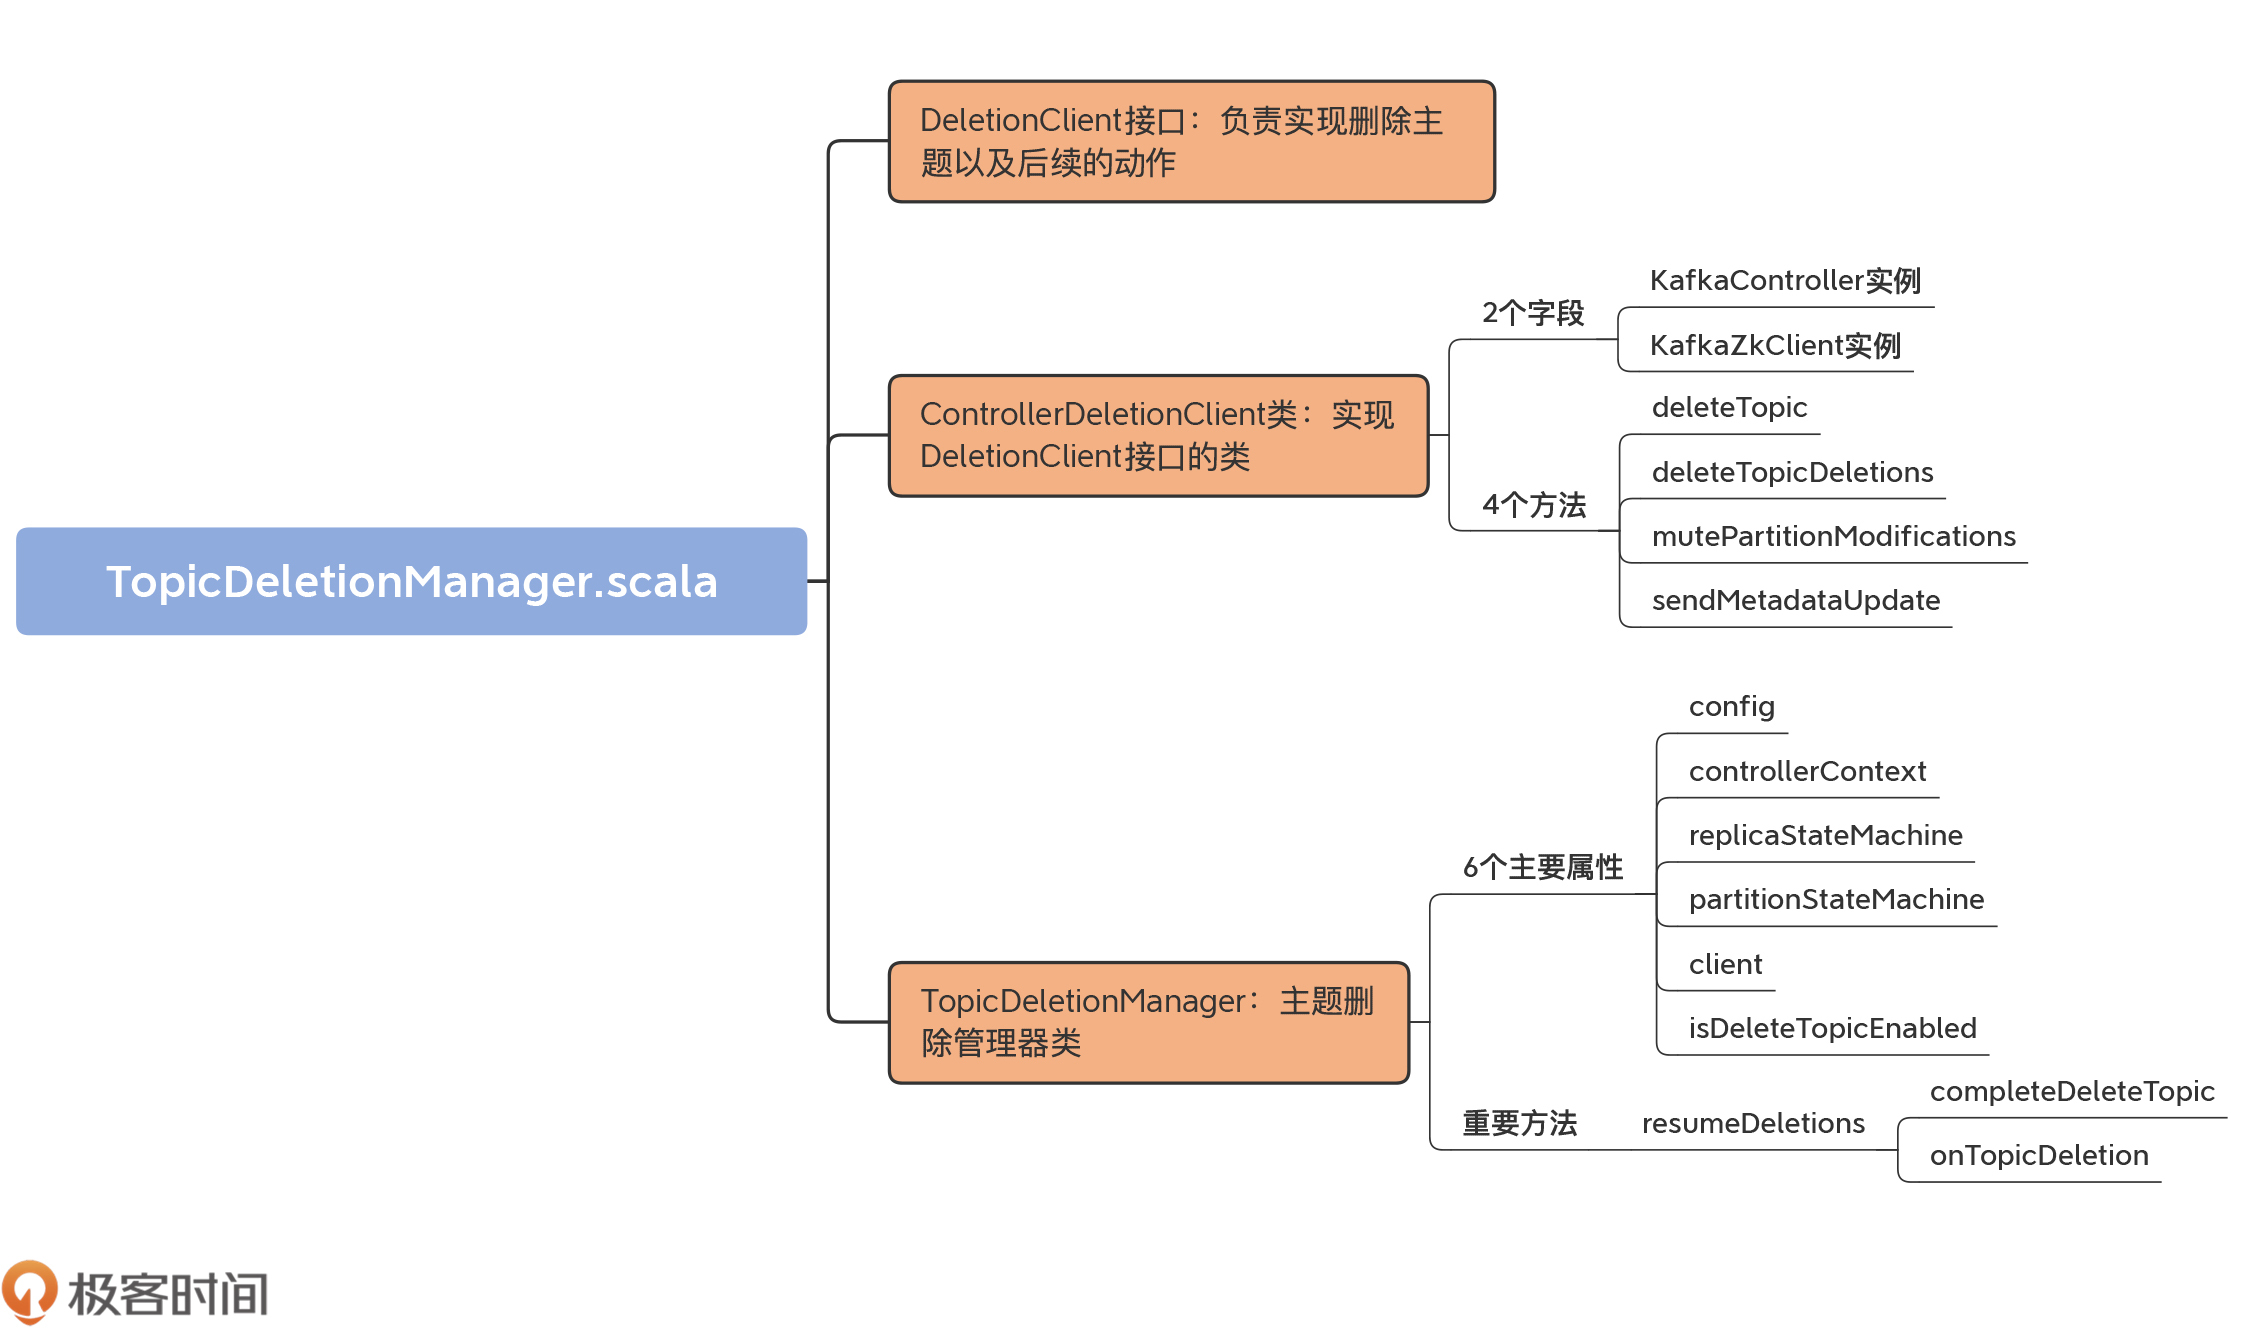 TopicDeletionManager.scala
DeletionClient接口：负责实现删除主
题以及后续的动作
ControllerDeletionClient类：实现
DeletionClient接口的类
2个字段
KafkaController实例
KafkaZkClient实例
4个方法
deleteTopic
deleteTopicDeletions
mutePartitionModifications
sendMetadataUpdate
TopicDeletionManager：主题删
除管理器类
6个主要属性
config
controllerContext
replicaStateMachine
partitionStateMachine
client
isDeleteTopicEnabled
重要方法
resumeDeletions
completeDeleteTopic
onTopicDeletion
极客时间